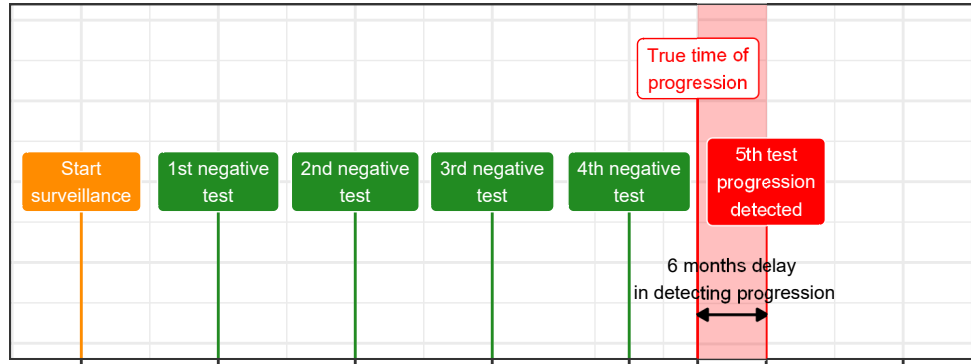 True time of
progression
Start
surveillance
1st negative
test
2nd negative
test
3rd negative
test
4th negative
test
5th test
progression
detected
6 months delay
in detecting progression